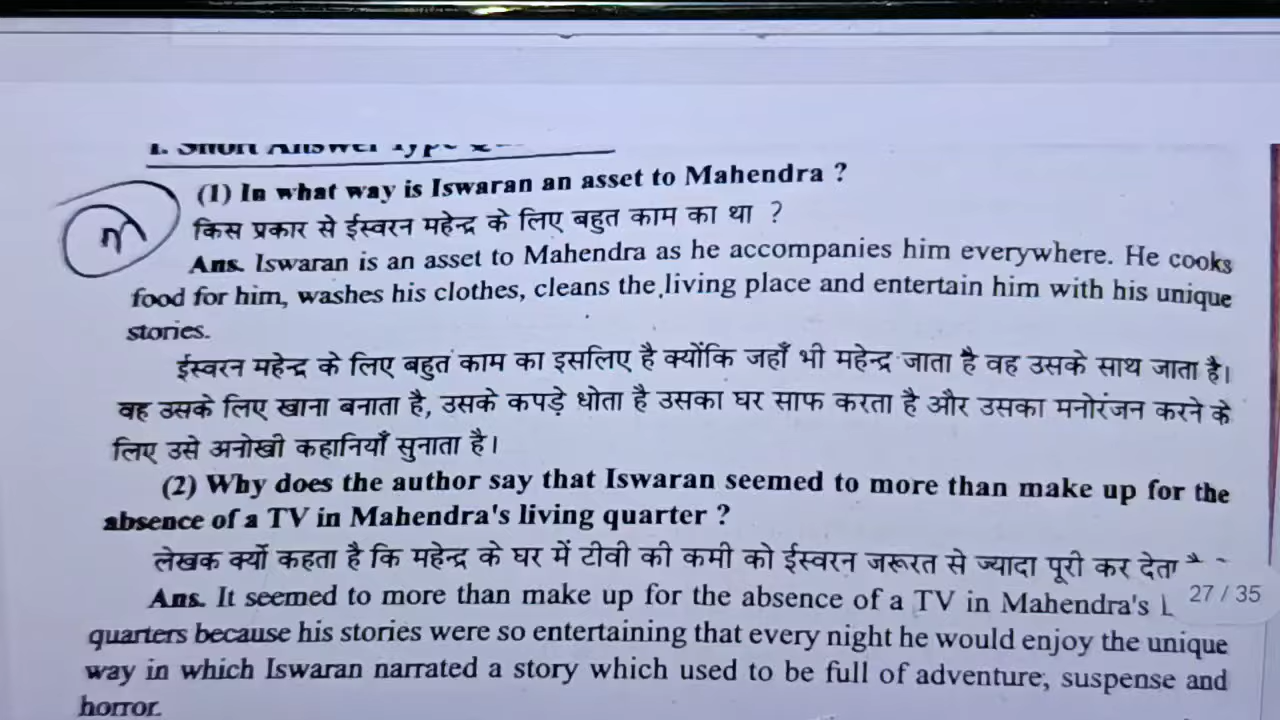 (1) In what way is Iswaran an asset to Mahendra ?
किस प्रकार से ईस्वरन महेन्द्र के लिए बहुत काम का था ?
Ans. Iswaran is an asset to Mahendra as he accompanies him everywhere. He cooks
food for him, washes his clothes, cleans the living place and entertain him with his unique
stories.
ईस्वरन महेन्द्र के लिए बहुत काम का इसलिए है क्योंकि जहाँ भी महेन्द्र जाता है वह उसके साथ जाता है।
वह उसके लिए खाना बनाता है, उसके कपड़े धोता है उसका घर साफ करता है और उसका मनोरंजन करने के
लिए उसे अनोखी कहानियाँ सुनाता है।
(2) Why does the author say that Iswaran seemed to more than make up for the
absence of a TV in Mahendra's living quarter ?
लेखक क्यों कहता है कि महेन्द्र के घर में टीवी की कमी को ईस्वरन जरूरत से ज्यादा पूरी कर देता
Ans. It seemed to more than make up for the absence of a TV in Mahendra's
27 / 35
quarters because his stories were so entertaining that every night he would enjoy the unique
way in which Iswaran narrated a story which used to be full of adventure, suspense and
horror.